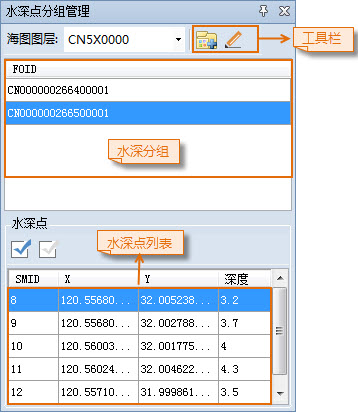 水深点分组管理
海图图层: CN5X0000
工具栏
FOID
CN000000266400001
CN000000266500001
水深分组
水深点
水深点列表
SMID X Y 深度
8 120.55680... 32.005238... 3.2
9 120.55680... 32.002788... 3.7
10 120.56003... 32.001775... 4
11 120.56024... 32.004622... 4.3
12 120.55710... 31.999861... 3.5